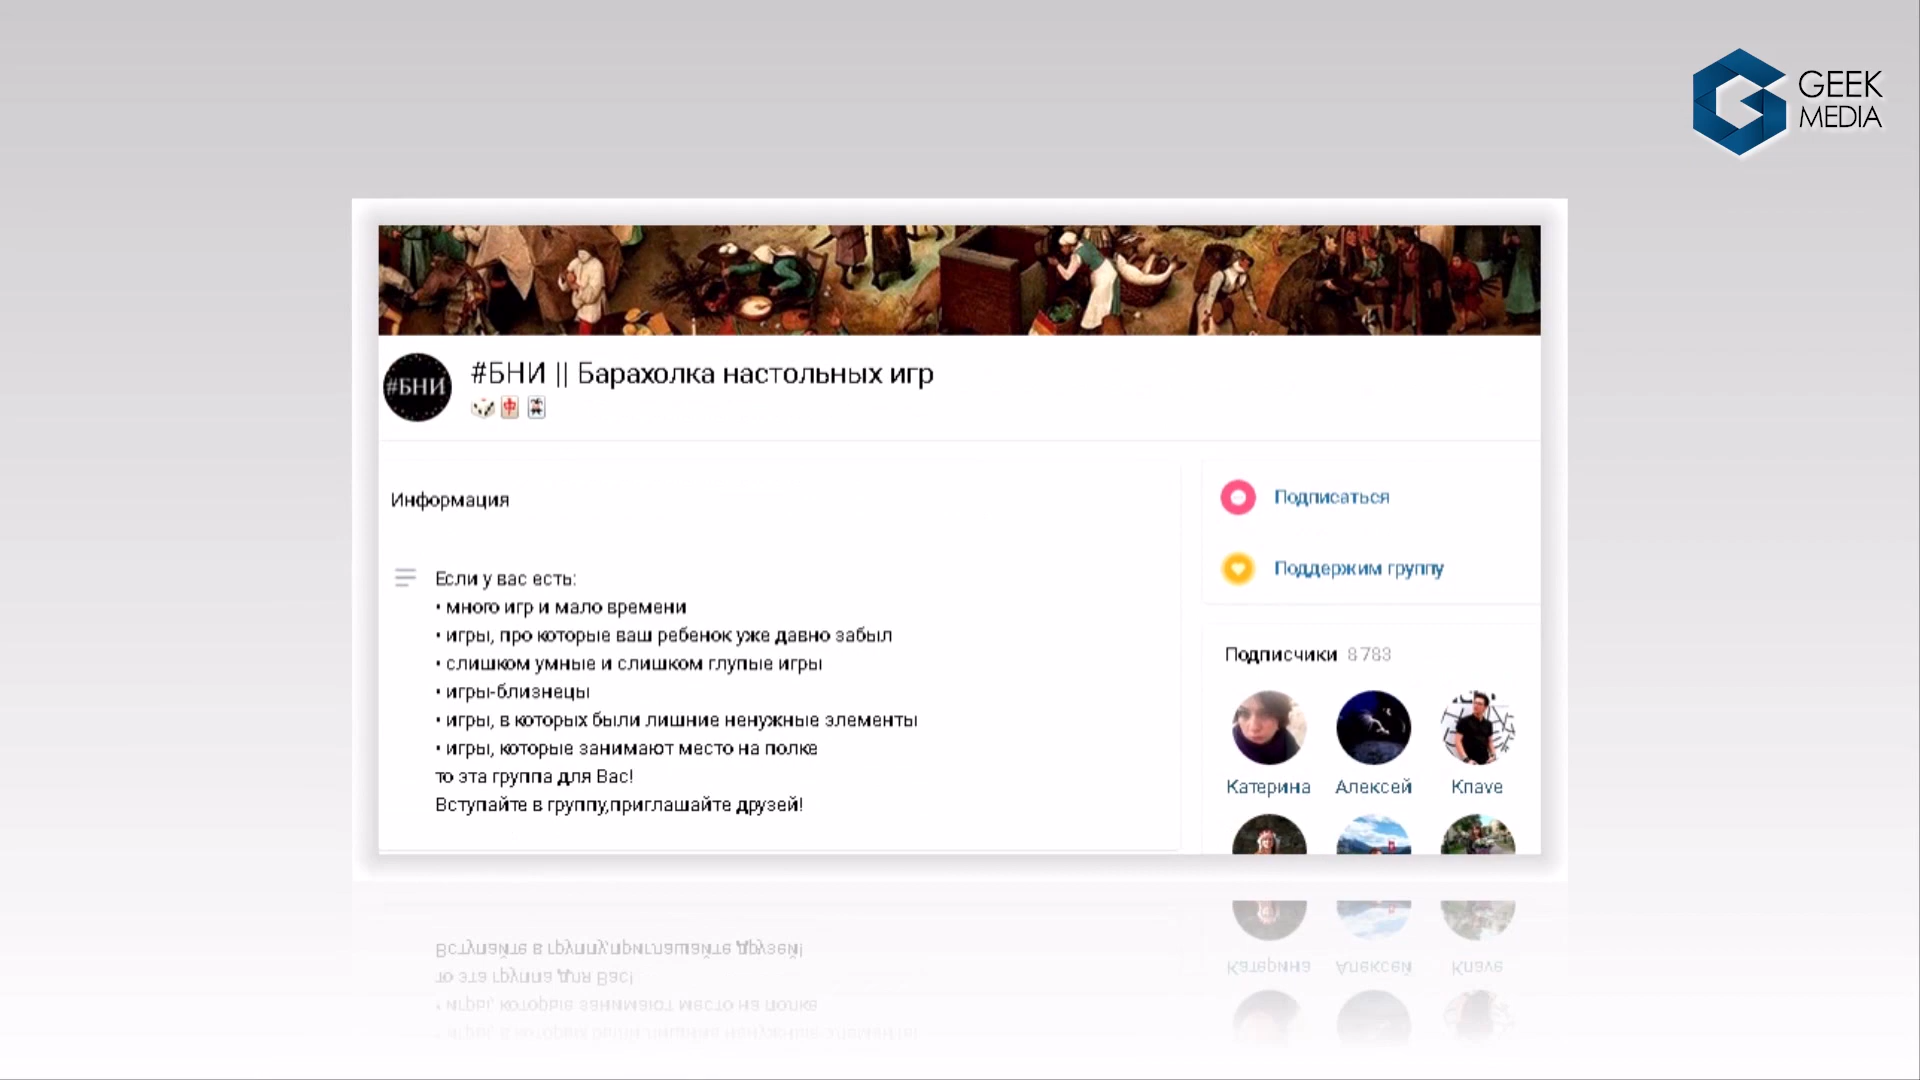 GEEK
MEDIA
#БНИ
#БНИ || Барахолка настольных игр
Информация
Если у вас есть:
• много игр и мало времени
• игры, про которые ваш ребенок уже давно забыл
• слишком умные и слишком глупые игры
• игры-близнецы
• игры, в которых были лишние ненужные элементы
• игры, которые занимают место на полке
то эта группа для Вас!
Вступайте в группу,приглашайте друзей!
Подписаться
Поддержим группу
Подписчики 8 783
Катерина Алексей Knave